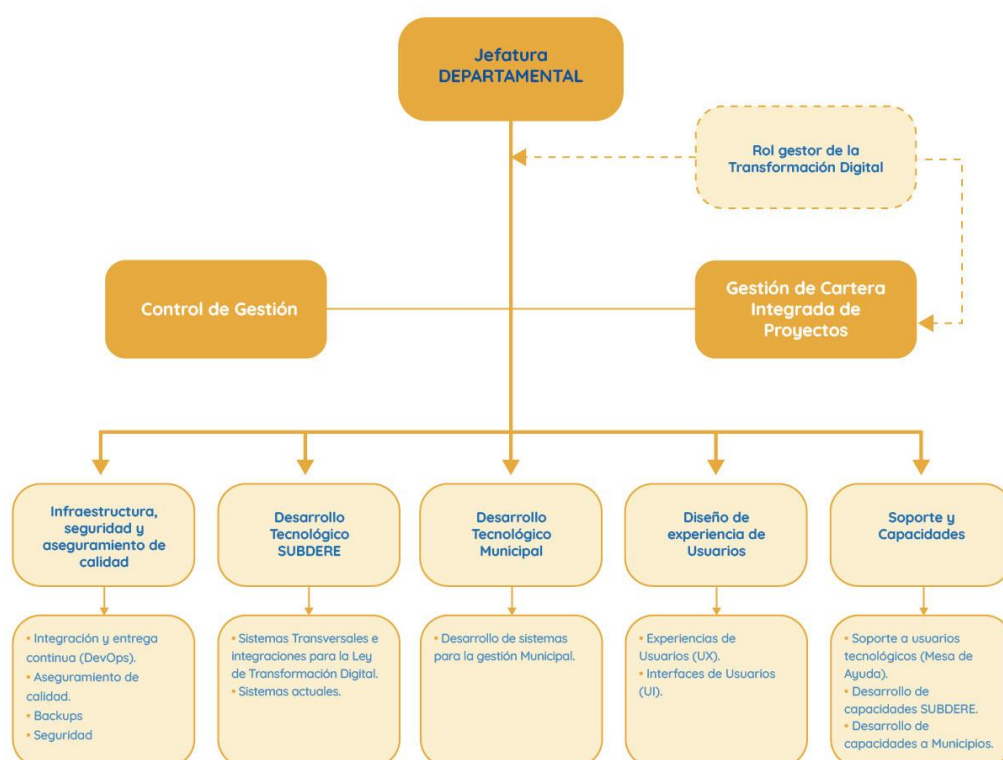 Jefatura
DEPARTAMENTAL
Rol gestor de la
Transformación Digital
Control de Gestión
Gestión de Cartera
Integrada de
Proyectos
Infraestructura,
seguridad y
aseguramiento de
calidad
Desarrollo
Tecnológico
SUBDERE
Desarrollo
Tecnológico
Municipal
Diseño de
experiencia de
Usuarios
Soporte y
Capacidades
• Integración y entrega
continua (DevOps).
• Aseguramiento de
calidad.
• Backups
• Seguridad
• Sistemas Transversales e
integraciones para la Ley
de Transformación Digital.
• Sistemas actuales.
• Desarrollo de sistemas
para la gestión Municipal.
• Experiencias de
Usuarios (UX).
• Interfaces de Usuarios
(UI).
• Soporte a usuarios
tecnológicos (Mesa de
Ayuda).
• Desarrollo de
capacidades SUBDERE.
• Desarrollo de
capacidades a Municipios.